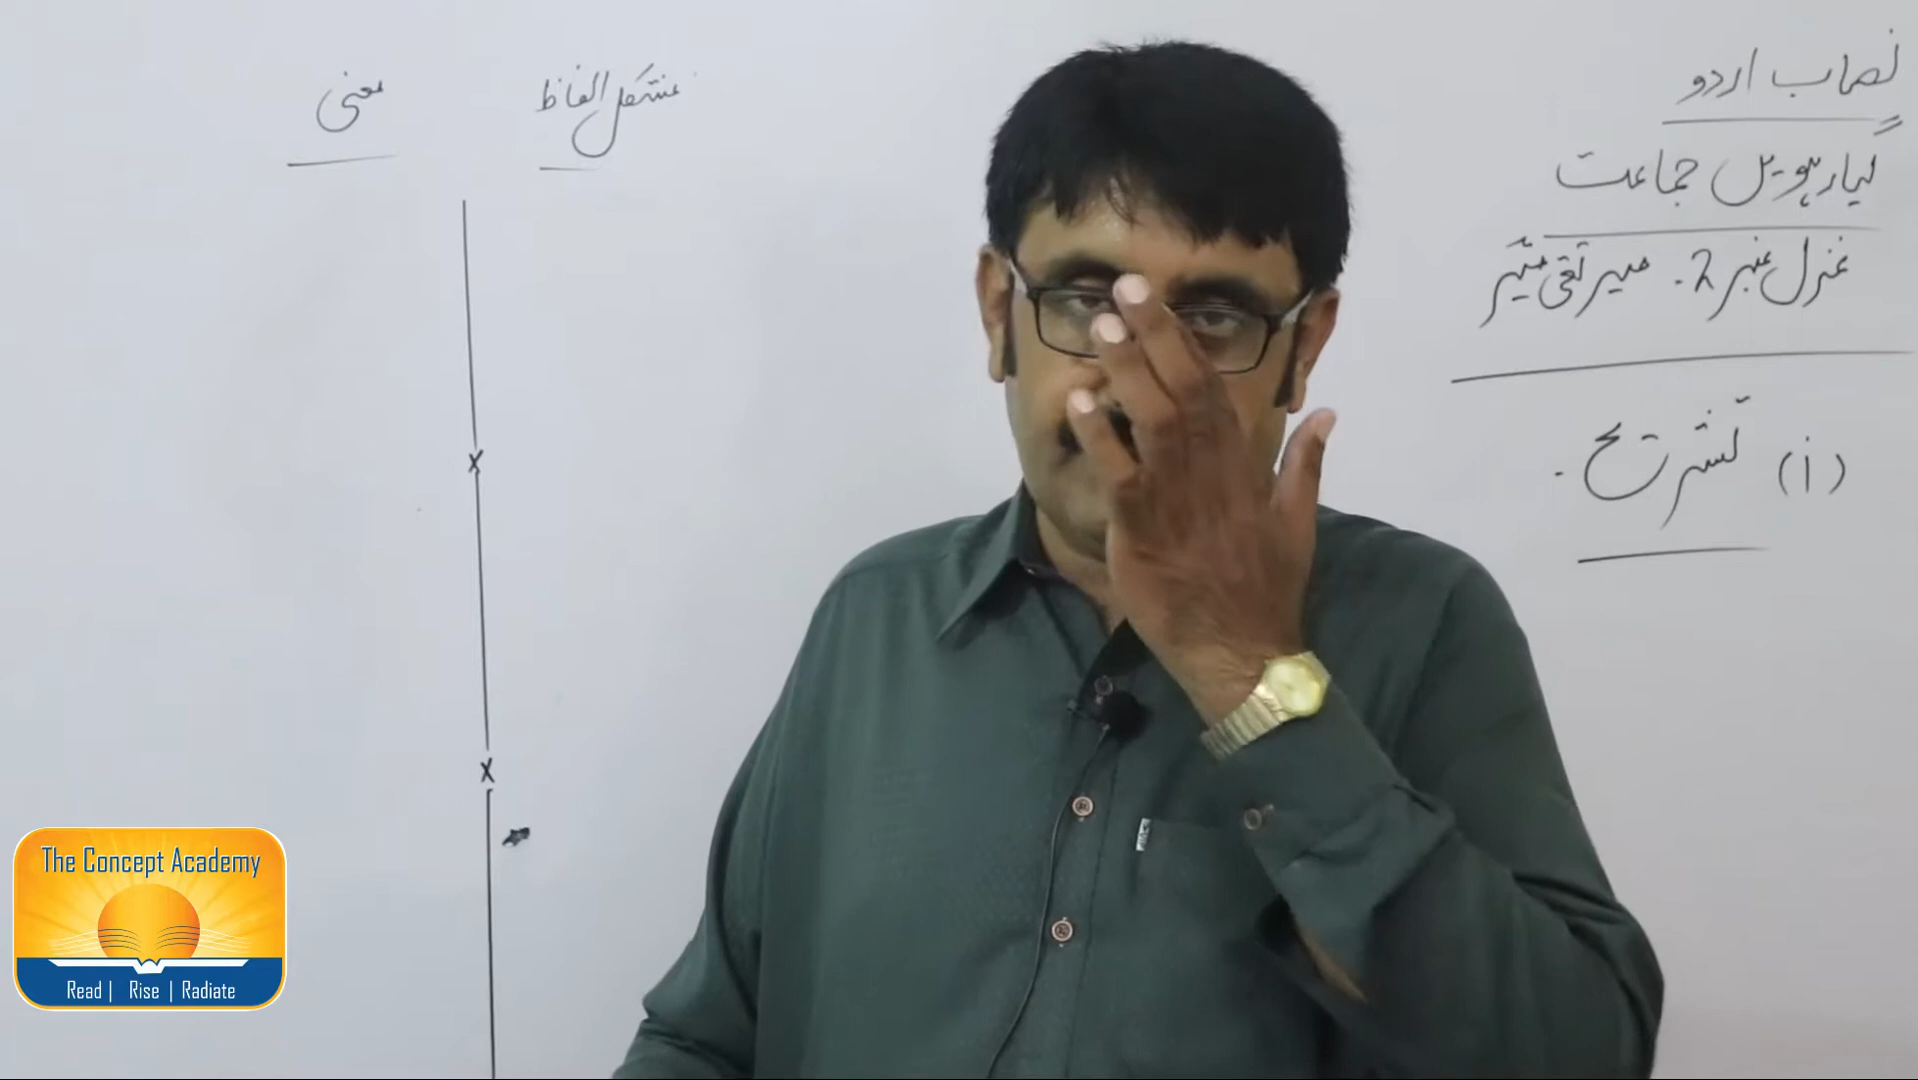 نصاب اردو
گیارہویں جماعت
غزل نمبر 2. میر تقی میر
(i) تشریح.
مشکل الفاظ
معنی
The Concept Academy
Read | Rise | Radiate